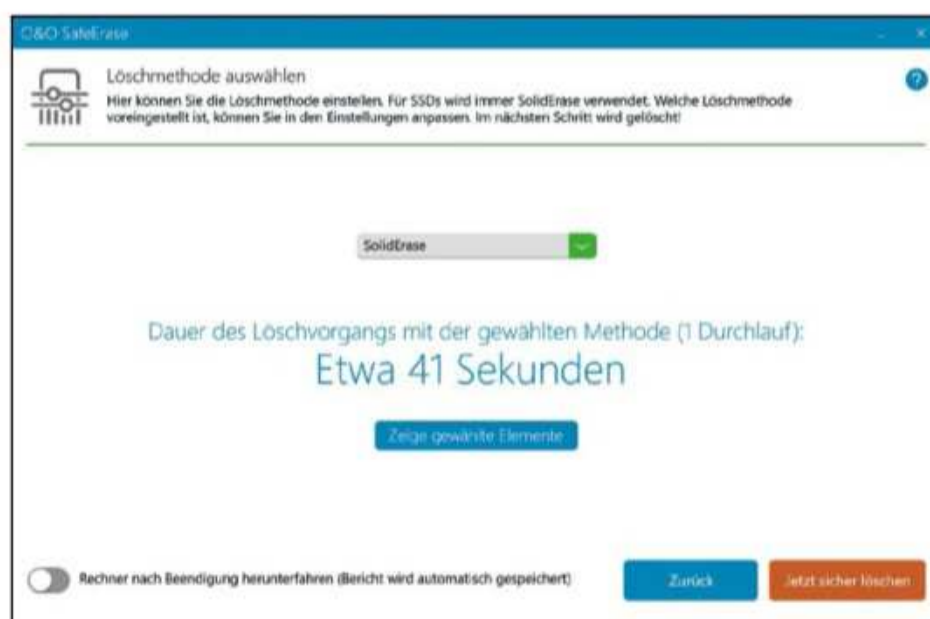 O&O SafeErase
Löschmethode auswählen
Hier können Sie die Löschmethode einstellen. Für SSDs wird immer SolidErase verwendet. Welche Löschmethode
voreingestellt ist, können Sie in den Einstellungen anpassen. Im nächsten Schritt wird gelöscht!
SolidErase
Dauer des Löschvorgangs mit der gewählten Methode (1 Durchlauf):
Etwa 41 Sekunden
Zeige gewählte Elemente
Rechner nach Beendigung herunterfahren (Bericht wird automatisch gespeichert)
Zurück
Jetzt sicher löschen